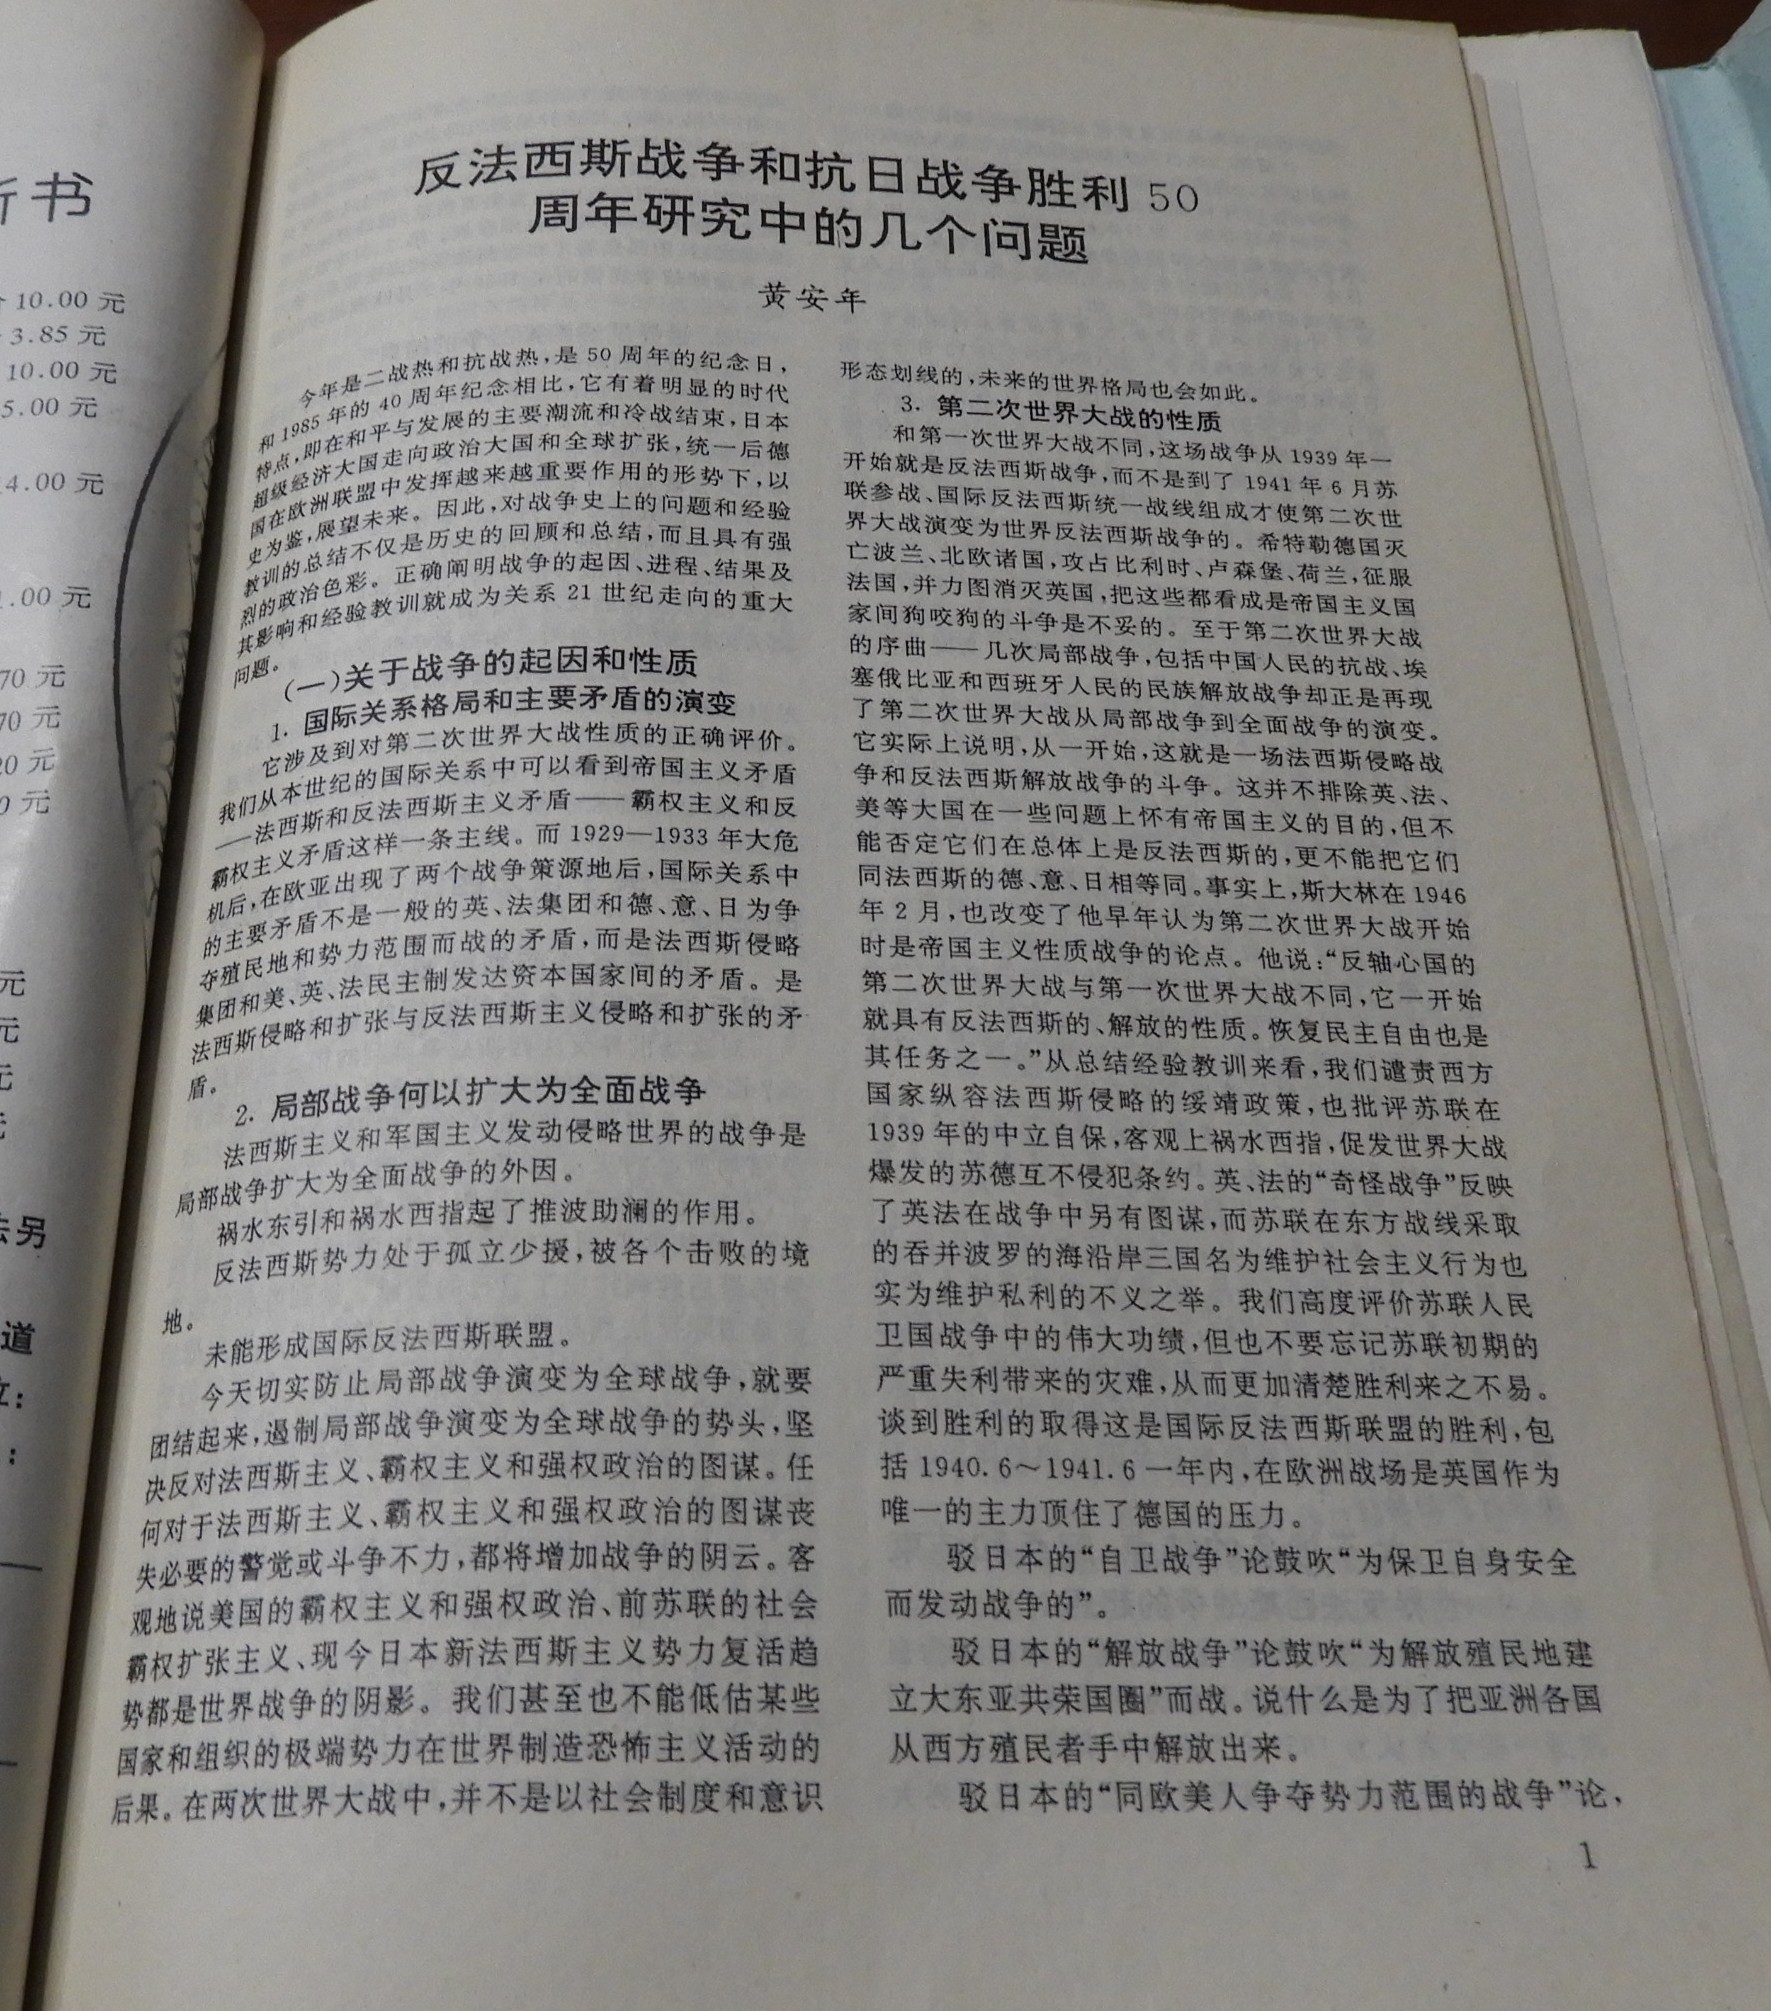 书
10.00 元
3.85 元
10.00 元
5.00 元
4.00 元
.00 元
70 元
70 元
20 元
0 元
元
元
元
另
道
：
：
反法西斯战争和抗日战争胜利 50
周年研究中的几个问题
黄安年
今年是二战热和抗战热，是 50 周年的纪念日，
和 1985 年的 40 周年纪念相比，它有着明显的时代
特点，即在和平与发展的主要潮流和冷战结束，日本
超级经济大国走向政治大国和全球扩张，统一后德
国在欧洲联盟中发挥越来越重要作用的形势下，以
史为鉴，展望未来。因此，对战争史上的问题和经验
教训的总结不仅是历史的回顾和总结，而且具有强
烈的政治色彩。正确阐明战争的起因、进程、结果及
其影响和经验教训就成为关系 21 世纪走向的重大
问题。
（一）关于战争的起因和性质
1. 国际关系格局和主要矛盾的演变
它涉及到对第二次世界大战性质的正确评价。
我们从本世纪的国际关系中可以看到帝国主义矛盾
——法西斯和反法西斯主义矛盾——霸权主义和反
霸权主义矛盾这样一条主线。而 1929—1933 年大危
机后，在欧亚出现了两个战争策源地后，国际关系中
的主要矛盾不是一般的英、法集团和德、意、日为争
夺殖民地和势力范围而战的矛盾，而是法西斯侵略
集团和美、英、法民主制发达资本国家间的矛盾。是
法西斯侵略和扩张与反法西斯主义侵略和扩张的矛
盾。
2. 局部战争何以扩大为全面战争
法西斯主义和军国主义发动侵略世界的战争是
局部战争扩大为全面战争的外因。
祸水东引和祸水西指起了推波助澜的作用。
反法西斯势力处于孤立少援，被各个击败的境
地。
未能形成国际反法西斯联盟。
今天切实防止局部战争演变为全球战争，就要
团结起来，遏制局部战争演变为全球战争的势头，坚
决反对法西斯主义、霸权主义和强权政治的图谋。任
何对于法西斯主义、霸权主义和强权政治的图谋丧
失必要的警觉或斗争不力，都将增加战争的阴云。客
观地说美国的霸权主义和强权政治、前苏联的社会
霸权扩张主义、现今日本新法西斯主义势力复活趋
势都是世界战争的阴影。我们甚至也不能低估某些
国家和组织的极端势力在世界制造恐怖主义活动的
后果。在两次世界大战中，并不是以社会制度和意识
形态划线的，未来的世界格局也会如此。
3. 第二次世界大战的性质
和第一次世界大战不同，这场战争从 1939 年一
开始就是反法西斯战争，而不是到了 1941 年 6 月苏
联参战、国际反法西斯统一战线组成才使第二次世
界大战演变为世界反法西斯战争的。希特勒德国灭
亡波兰、北欧诸国，攻占比利时、卢森堡、荷兰，征服
法国，并力图消灭英国，把这些都看成是帝国主义国
家间狗咬狗的斗争是不妥的。至于第二次世界大战
的序曲——几次局部战争，包括中国人民的抗战、埃
塞俄比亚和西班牙人民的民族解放战争却正是再现
了第二次世界大战从局部战争到全面战争的演变。
它实际上说明，从一开始，这就是一场法西斯侵略战
争和反法西斯解放战争的斗争。这并不排除英、法、
美等大国在一些问题上怀有帝国主义的目的，但不
能否定它们在总体上是反法西斯的，更不能把它们
同法西斯的德、意、日相等同。事实上，斯大林在 1946
年 2 月，也改变了他早年认为第二次世界大战开始
时是帝国主义性质战争的论点。他说：“反轴心国的
第二次世界大战与第一次世界大战不同，它一开始
就具有反法西斯的、解放的性质。恢复民主自由也是
其任务之一。”从总结经验教训来看，我们谴责西方
国家纵容法西斯侵略的绥靖政策，也批评苏联在
1939 年的中立自保，客观上祸水西指，促发世界大战
爆发的苏德互不侵犯条约。英、法的“奇怪战争”反映
了英法在战争中另有图谋，而苏联在东方战线采取
的吞并波罗的海沿岸三国名为维护社会主义行为也
实为维护私利的不义之举。我们高度评价苏联人民
卫国战争中的伟大功绩，但也不要忘记苏联初期的
严重失利带来的灾难，从而更加清楚胜利来之不易。
谈到胜利的取得这是国际反法西斯联盟的胜利，包
括 1940. 6～1941. 6 一年内，在欧洲战场是英国作为
唯一的主力顶住了德国的压力。
驳日本的“自卫战争”论鼓吹“为保卫自身安全
而发动战争的”。
驳日本的“解放战争”论鼓吹“为解放殖民地建
立大东亚共荣国圈”而战。说什么是为了把亚洲各国
从西方殖民者手中解放出来。
驳日本的“同欧美人争夺势力范围的战争”论，
1